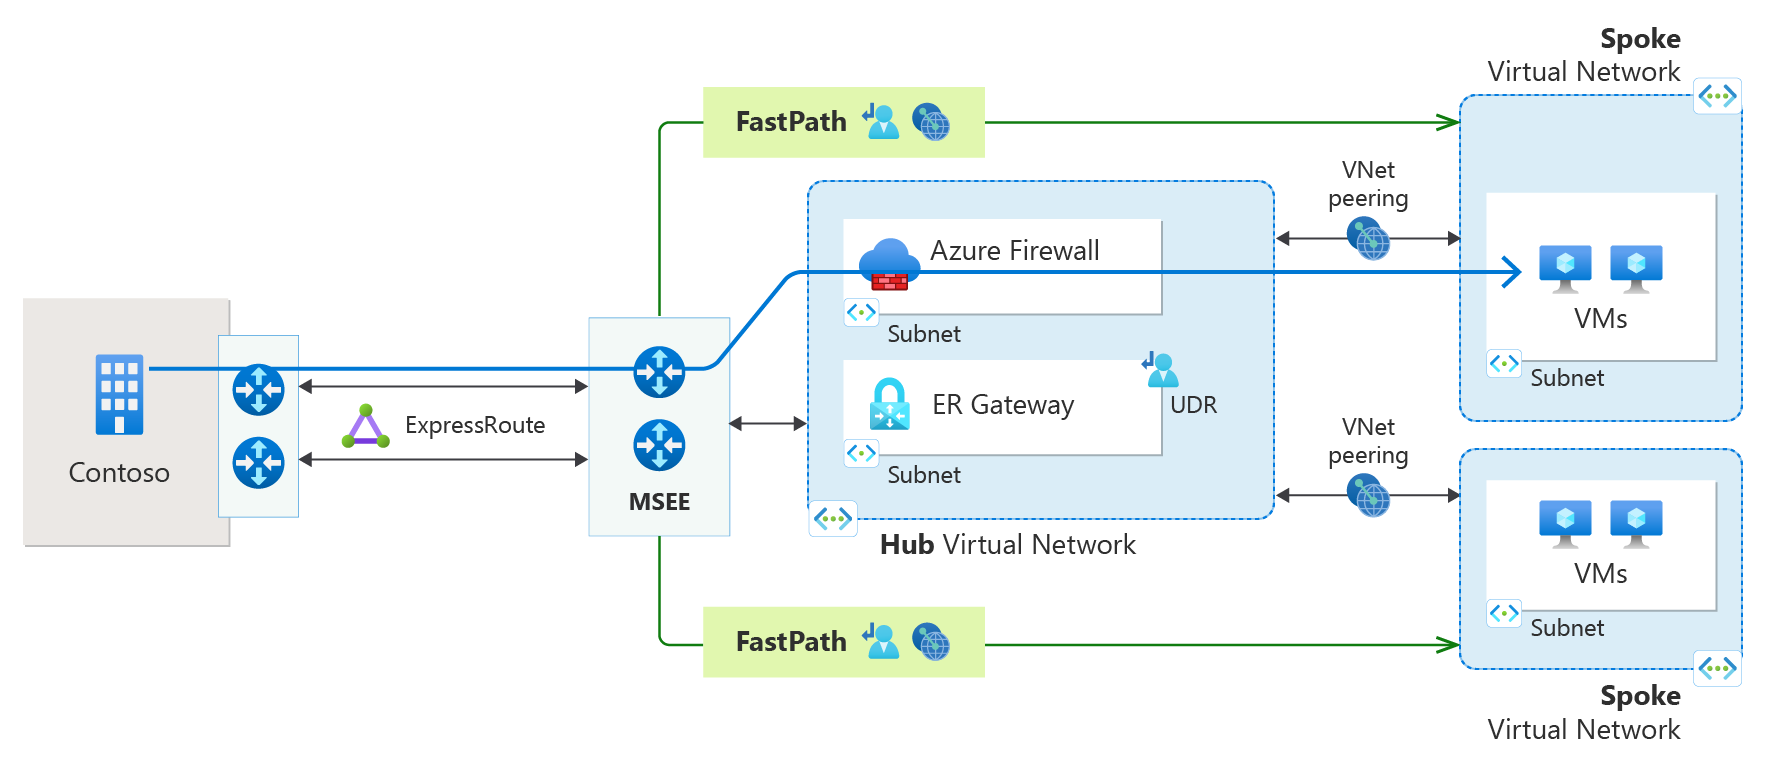 Spoke
Virtual Network
FastPath
VNet
peering
Azure Firewall
Subnet
VMs
Subnet
ER Gateway
UDR
Subnet
ExpressRoute
Contoso
MSEE
VNet
peering
Hub Virtual Network
VMs
Subnet
FastPath
Spoke
Virtual Network